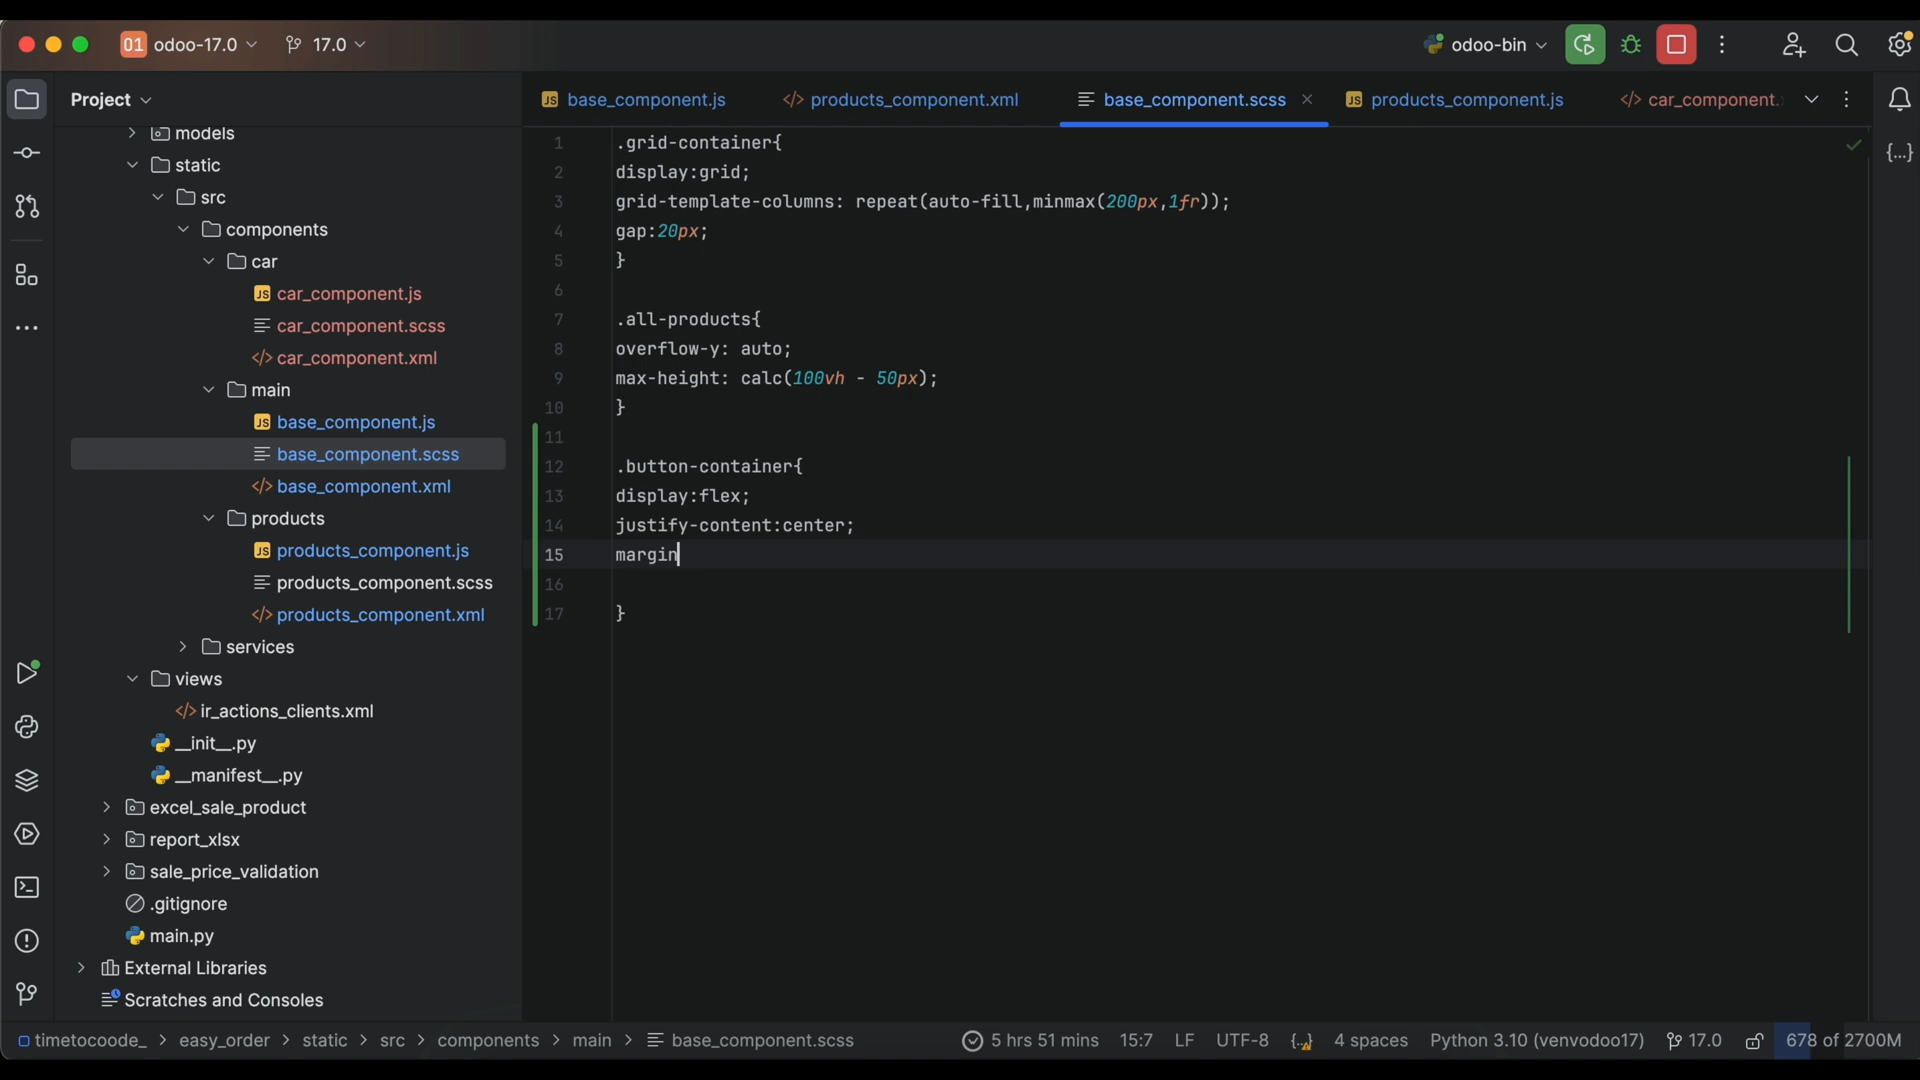 01 odoo-17.0
17.0
odoo-bin
Project
JS base_component.js
</> products_component.xml
base_component.scss
JS products_component.js
</> car_component.
models
static
src
components
car
JS car_component.js
car_component.scss
</> car_component.xml
main
JS base_component.js
base_component.scss
</> base_component.xml
products
JS products_component.js
products_component.scss
</> products_component.xml
services
views
</> ir_actions_clients.xml
__init__.py
__manifest__.py
excel_sale_product
report_xlsx
sale_price_validation
.gitignore
main.py
External Libraries
Scratches and Consoles
1 .grid-container{
2 display:grid;
3 grid-template-columns: repeat(auto-fill,minmax(200px,1fr));
4 gap:20px;
5 }
6
7 .all-products{
8 overflow-y: auto;
9 max-height: calc(100vh - 50px);
10 }
11
12 .button-container{
13 display:flex;
14 justify-content:center;
15 margin
16
17 }
{...}
timetocoode_ > easy_order > static > src > components > main > base_component.scss
5 hrs 51 mins
15:7
LF
UTF-8
4 spaces
Python 3.10 (venvodoo17)
17.0
678 of 2700M